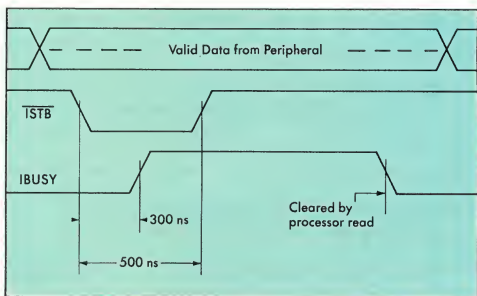 Valid Data from Peripheral
ISTB
IBUSY
300 ns
Cleared by
processor read
500 ns